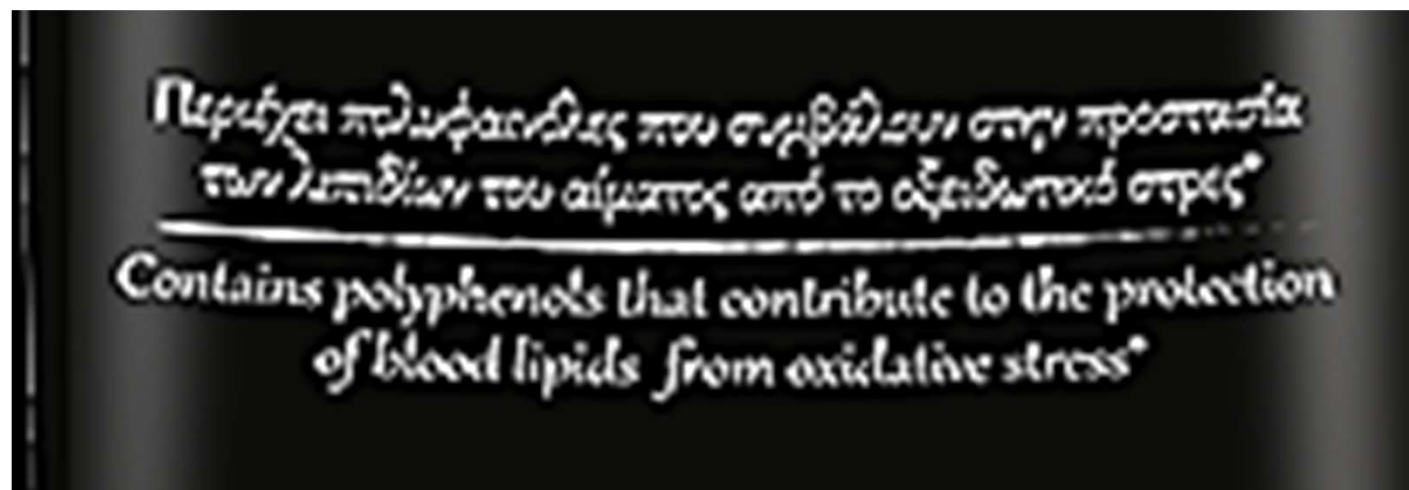 Περιέχει πολυφαινόλες που συμβάλουν στην προστασία
των λιπιδίων του αίματος από το οξειδωτικό στρες*
Contains polyphenols that contribute to the protection
of blood lipids from oxidative stress*